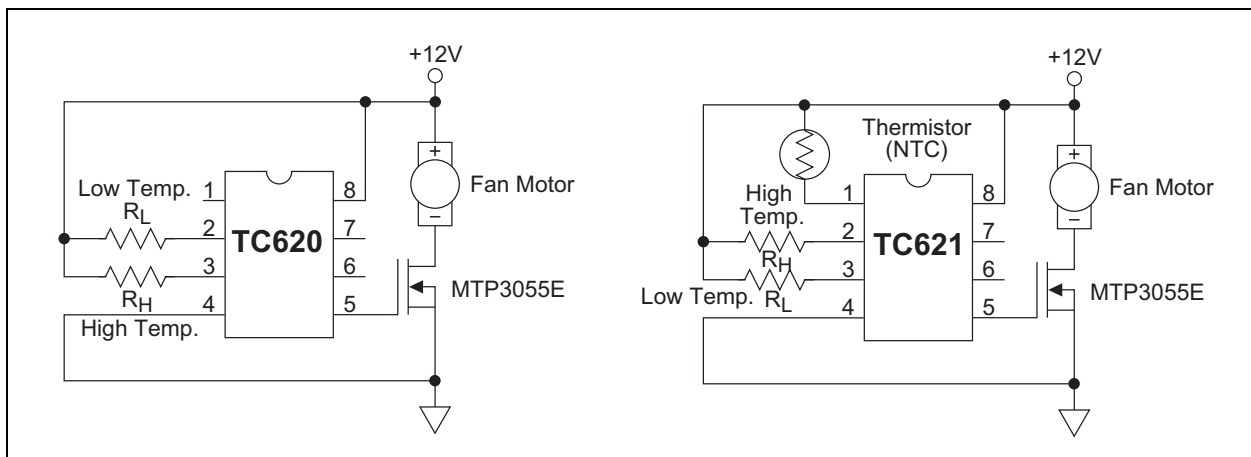 +12V
Fan Motor
Low Temp.
R_L
R_H
High Temp.
1
2
3
4
8
7
6
5
TC620
MTP3055E
+12V
Thermistor
(NTC)
Fan Motor
High
Temp.
R_H
Low Temp.
R_L
1
2
3
4
8
7
6
5
TC621
MTP3055E
+
–
+
–